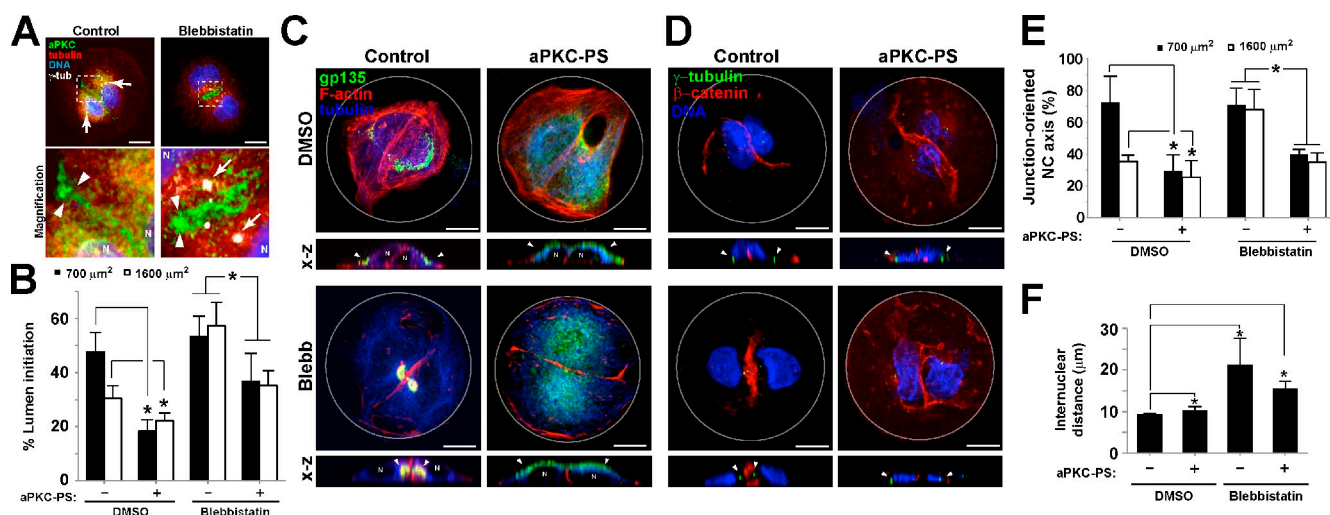 A
Control
Blebbistatin
aPKC
tubulin
DNA
γ-tub
Magnification
N
N
N
N
B
700 μm²
1600 μm²
% Lumen initiation
60
40
20
0
*
*
*
aPKC-PS:
−
+
−
+
DMSO
Blebbistatin
C
Control
aPKC-PS
gp135
F-actin
tubulin
DMSO
x-z
N
N
N
N
Blebb
x-z
N
N
N
N
D
Control
aPKC-PS
γ-tubulin
β-catenin
DNA
E
700 μm²
1600 μm²
Junction-oriented
NC axis (%)
100
80
60
40
20
0
*
*
*
aPKC-PS:
−
+
−
+
DMSO
Blebbistatin
F
Internuclear
distance (μm)
30
20
10
0
*
*
*
aPKC-PS:
−
+
−
+
DMSO
Blebbistatin